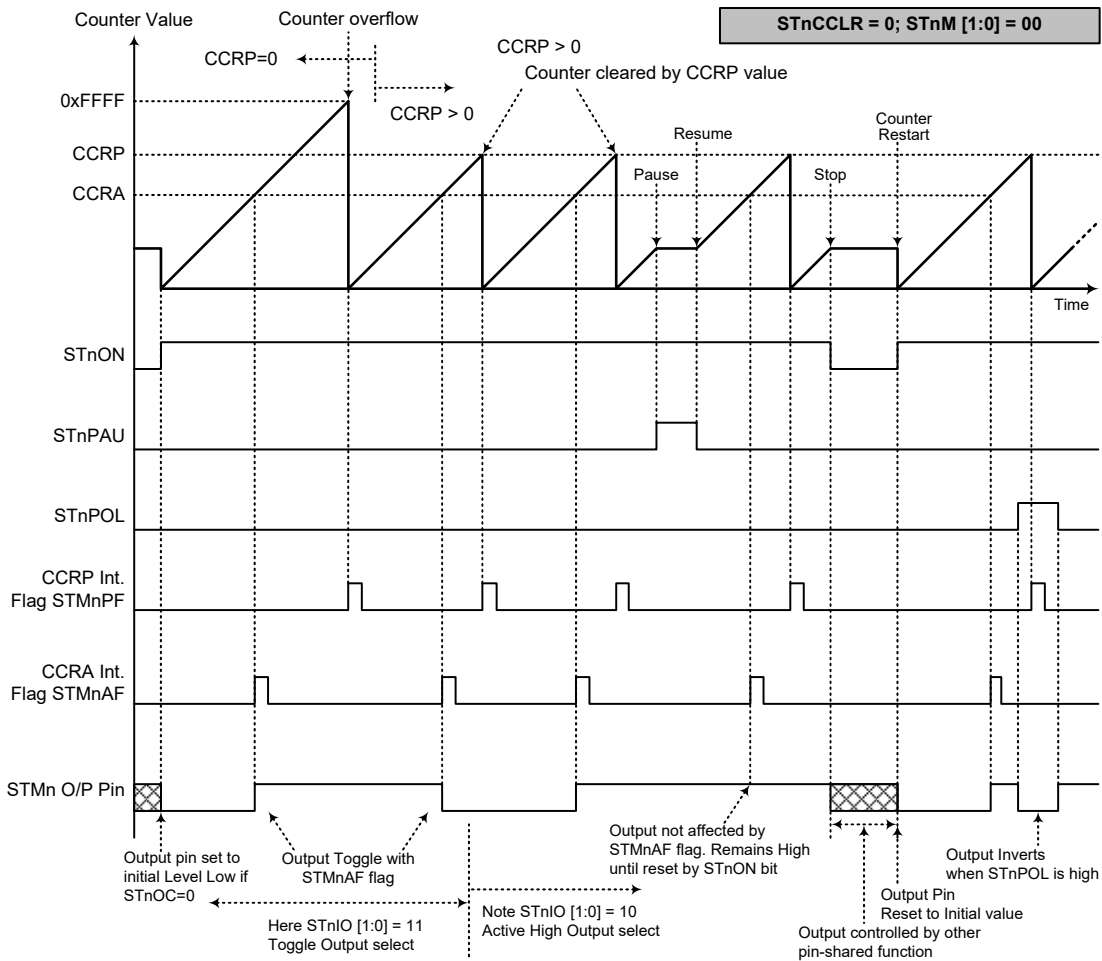 Counter Value
Counter overflow
STnCCLR = 0; STnM [1:0] = 00
CCRP=0
CCRP > 0
CCRP > 0
Counter cleared by CCRP value
0xFFFF
CCRP
CCRA
Pause
Resume
Stop
Counter
Restart
Time
STnON
STnPAU
STnPOL
CCRP Int.
Flag STMnPF
CCRA Int.
Flag STMnAF
STMn O/P Pin
Output pin set to
initial Level Low if
STnOC=0
Output Toggle with
STMnAF flag
Here STnIO [1:0] = 11
Toggle Output select
Note STnIO [1:0] = 10
Active High Output select
Output not affected by
STMnAF flag. Remains High
until reset by STnON bit
Output Pin
Reset to Initial value
Output controlled by other
pin-shared function
Output Inverts
when STnPOL is high